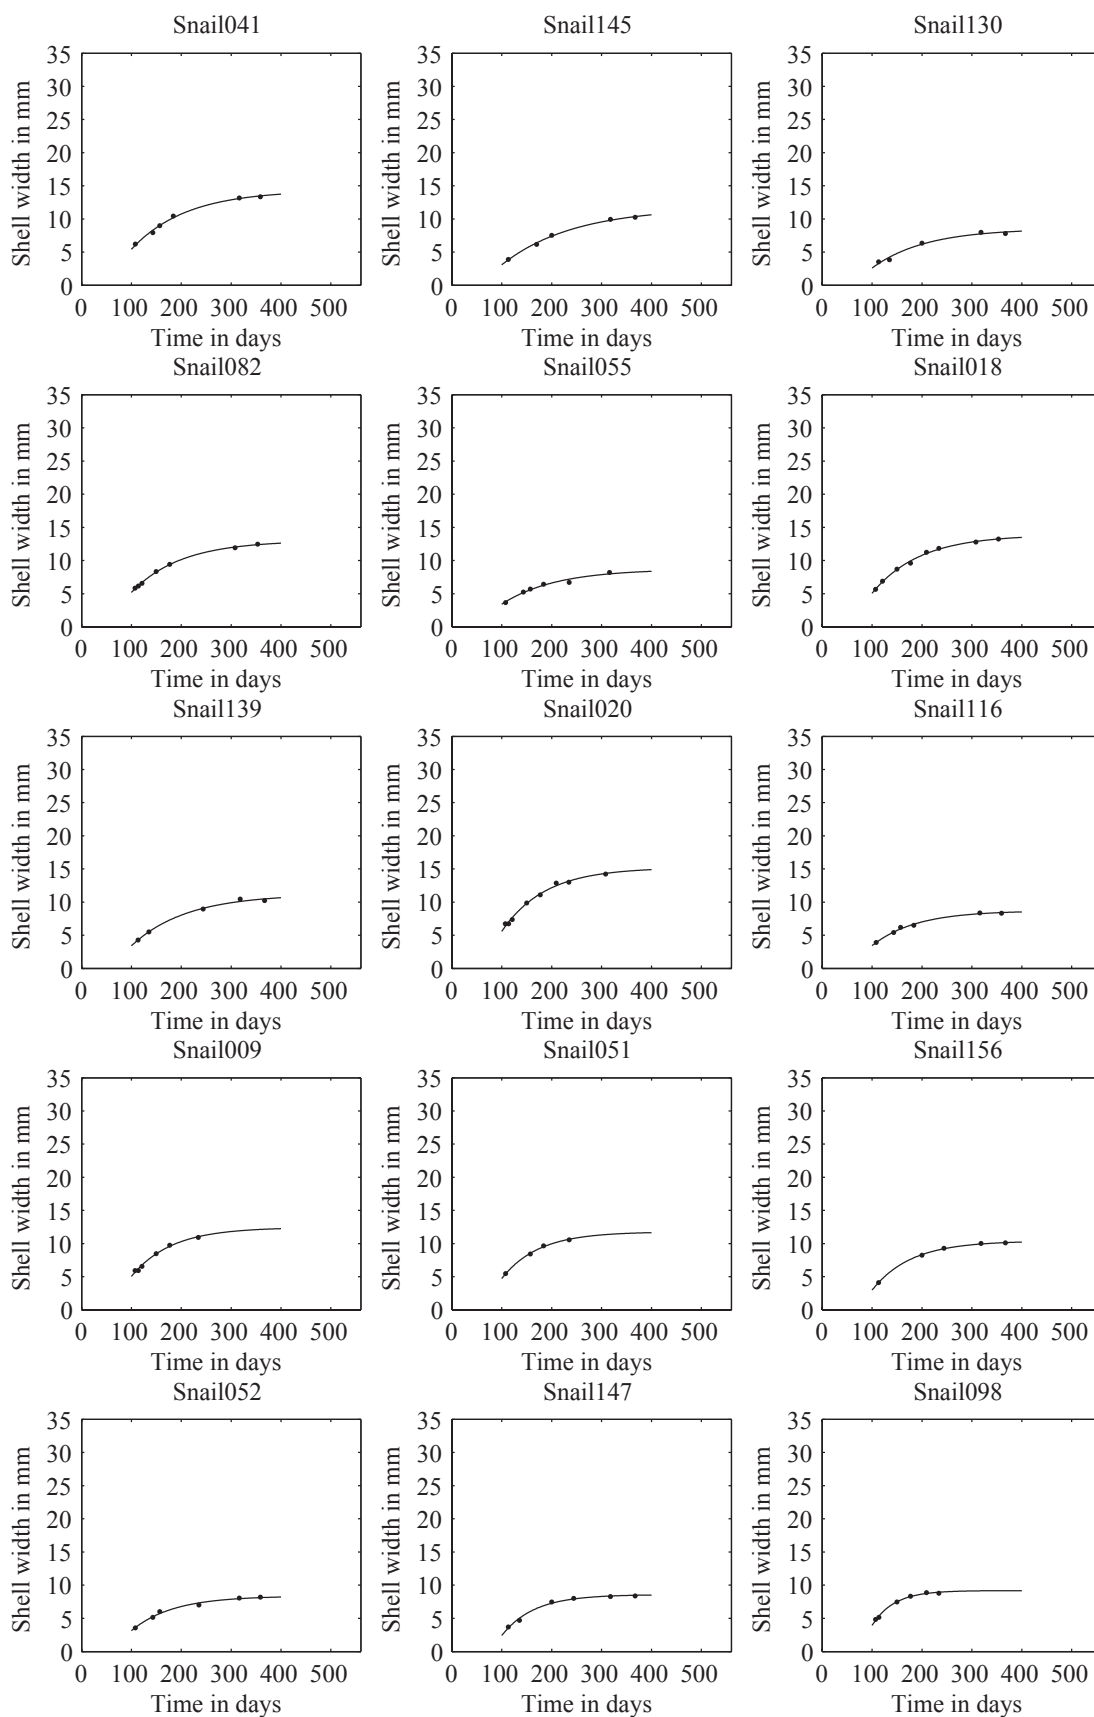 Snail041 Snail145 Snail130
35 35 35
30 30 30
25 25 25
20 20 20
15 15 15
10 10 10
5 5 5
0 0 0
Shell width in mm Shell width in mm Shell width in mm
0 100 200 300 400 500 0 100 200 300 400 500 0 100 200 300 400 500
Time in days Time in days Time in days
Snail082 Snail055 Snail018
35 35 35
30 30 30
25 25 25
20 20 20
15 15 15
10 10 10
5 5 5
0 0 0
Shell width in mm Shell width in mm Shell width in mm
0 100 200 300 400 500 0 100 200 300 400 500 0 100 200 300 400 500
Time in days Time in days Time in days
Snail139 Snail020 Snail116
35 35 35
30 30 30
25 25 25
20 20 20
15 15 15
10 10 10
5 5 5
0 0 0
Shell width in mm Shell width in mm Shell width in mm
0 100 200 300 400 500 0 100 200 300 400 500 0 100 200 300 400 500
Time in days Time in days Time in days
Snail009 Snail051 Snail156
35 35 35
30 30 30
25 25 25
20 20 20
15 15 15
10 10 10
5 5 5
0 0 0
Shell width in mm Shell width in mm Shell width in mm
0 100 200 300 400 500 0 100 200 300 400 500 0 100 200 300 400 500
Time in days Time in days Time in days
Snail052 Snail147 Snail098
35 35 35
30 30 30
25 25 25
20 20 20
15 15 15
10 10 10
5 5 5
0 0 0
Shell width in mm Shell width in mm Shell width in mm
0 100 200 300 400 500 0 100 200 300 400 500 0 100 200 300 400 500
Time in days Time in days Time in days